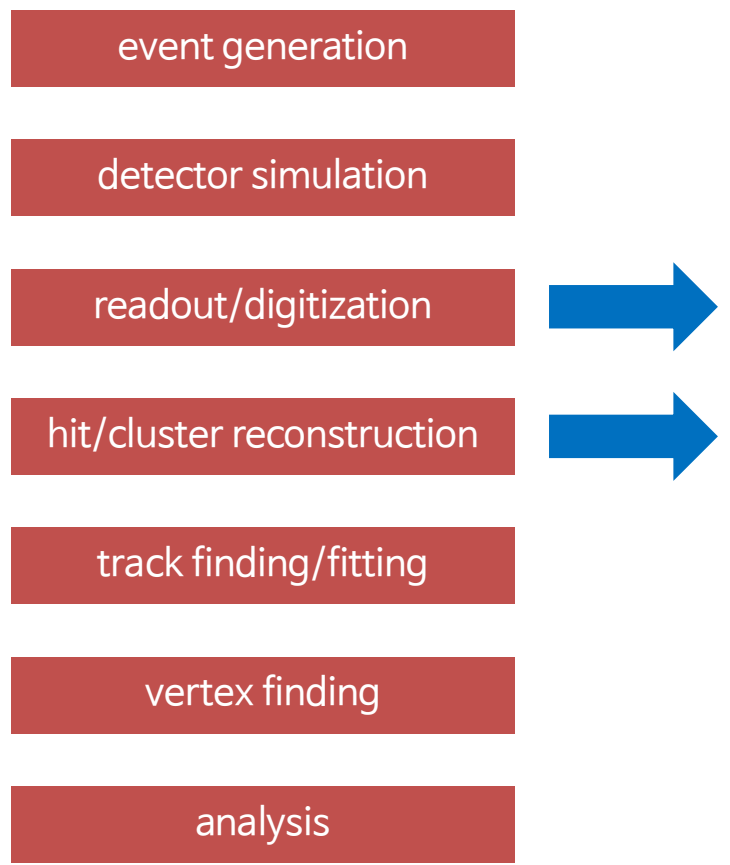 event generation
detector simulation
readout/digitization
hit/cluster reconstruction
track finding/fitting
vertex finding
analysis